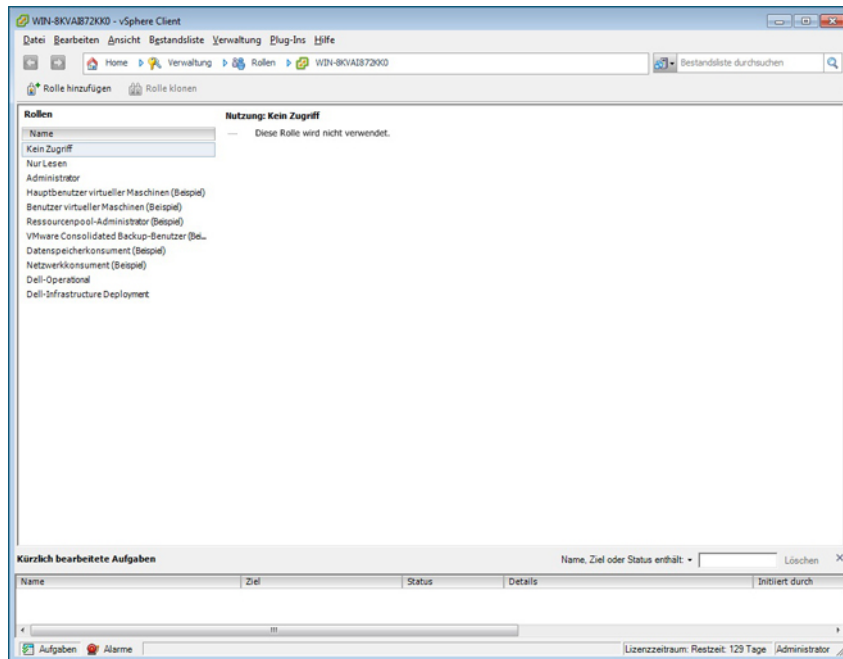 WIN-8KVAI872KK0 - vSphere Client
Datei Bearbeiten Ansicht Bestandsliste Verwaltung Plug-Ins Hilfe
Home Verwaltung Rollen WIN-8KVAI872KK0 Bestandsliste durchsuchen
Rolle hinzufügen Rolle klonen
Rollen
Nutzung: Kein Zugriff
Name
Diese Rolle wird nicht verwendet.
Kein Zugriff
Nur Lesen
Administrator
Hauptbenutzer virtueller Maschinen (Beispiel)
Benutzer virtueller Maschinen (Beispiel)
Ressourcenpool-Administrator (Beispiel)
VMware Consolidated Backup-Benutzer (Bei...
Datenspeicherkonsument (Beispiel)
Netzwerkkonsument (Beispiel)
Dell-Operational
Dell-Infrastructure Deployment
Kürzlich bearbeitete Aufgaben Name, Ziel oder Status enthält: Löschen
Name Ziel Status Details Initiiert durch
Aufgaben Alarme Lizenzzeitraum: Restzeit: 129 Tage Administrator